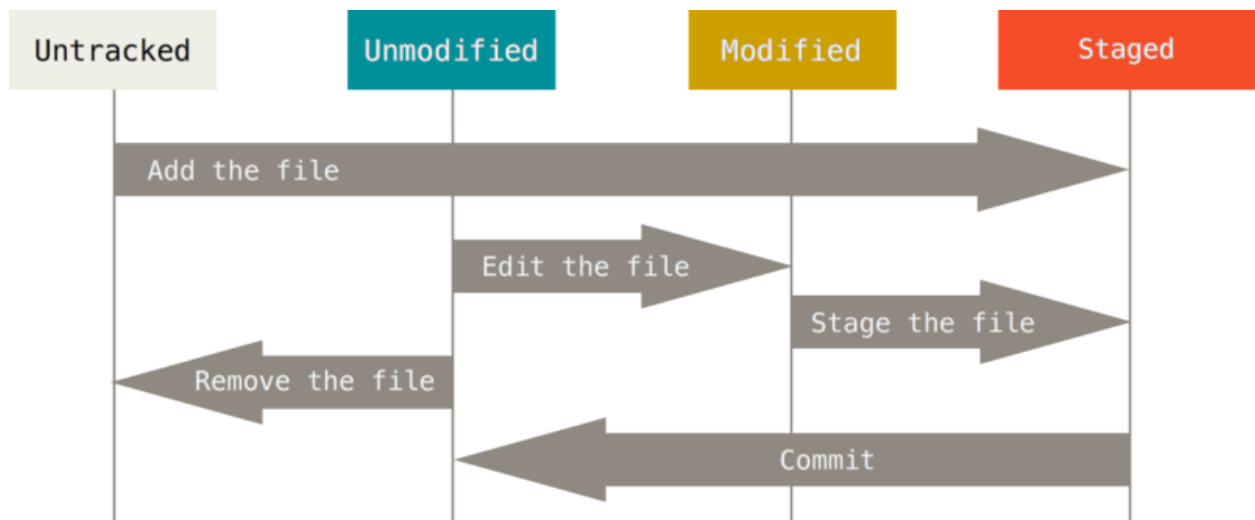 Untracked
Unmodified
Modified
Staged
Add the file
Edit the file
Stage the file
Remove the file
Commit